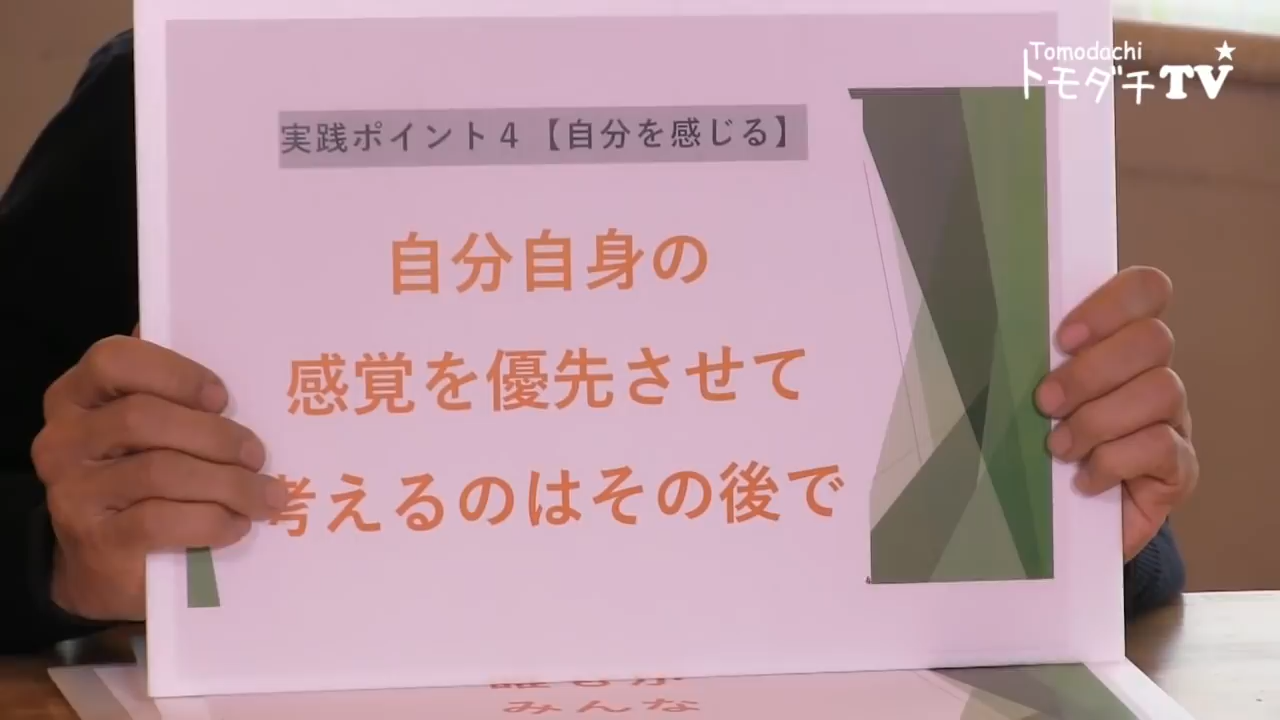 Tomodachi
トモダチTV
実践ポイント4【自分を感じる】
自分自身の
感覚を優先させて
考えるのはその後で
みんな